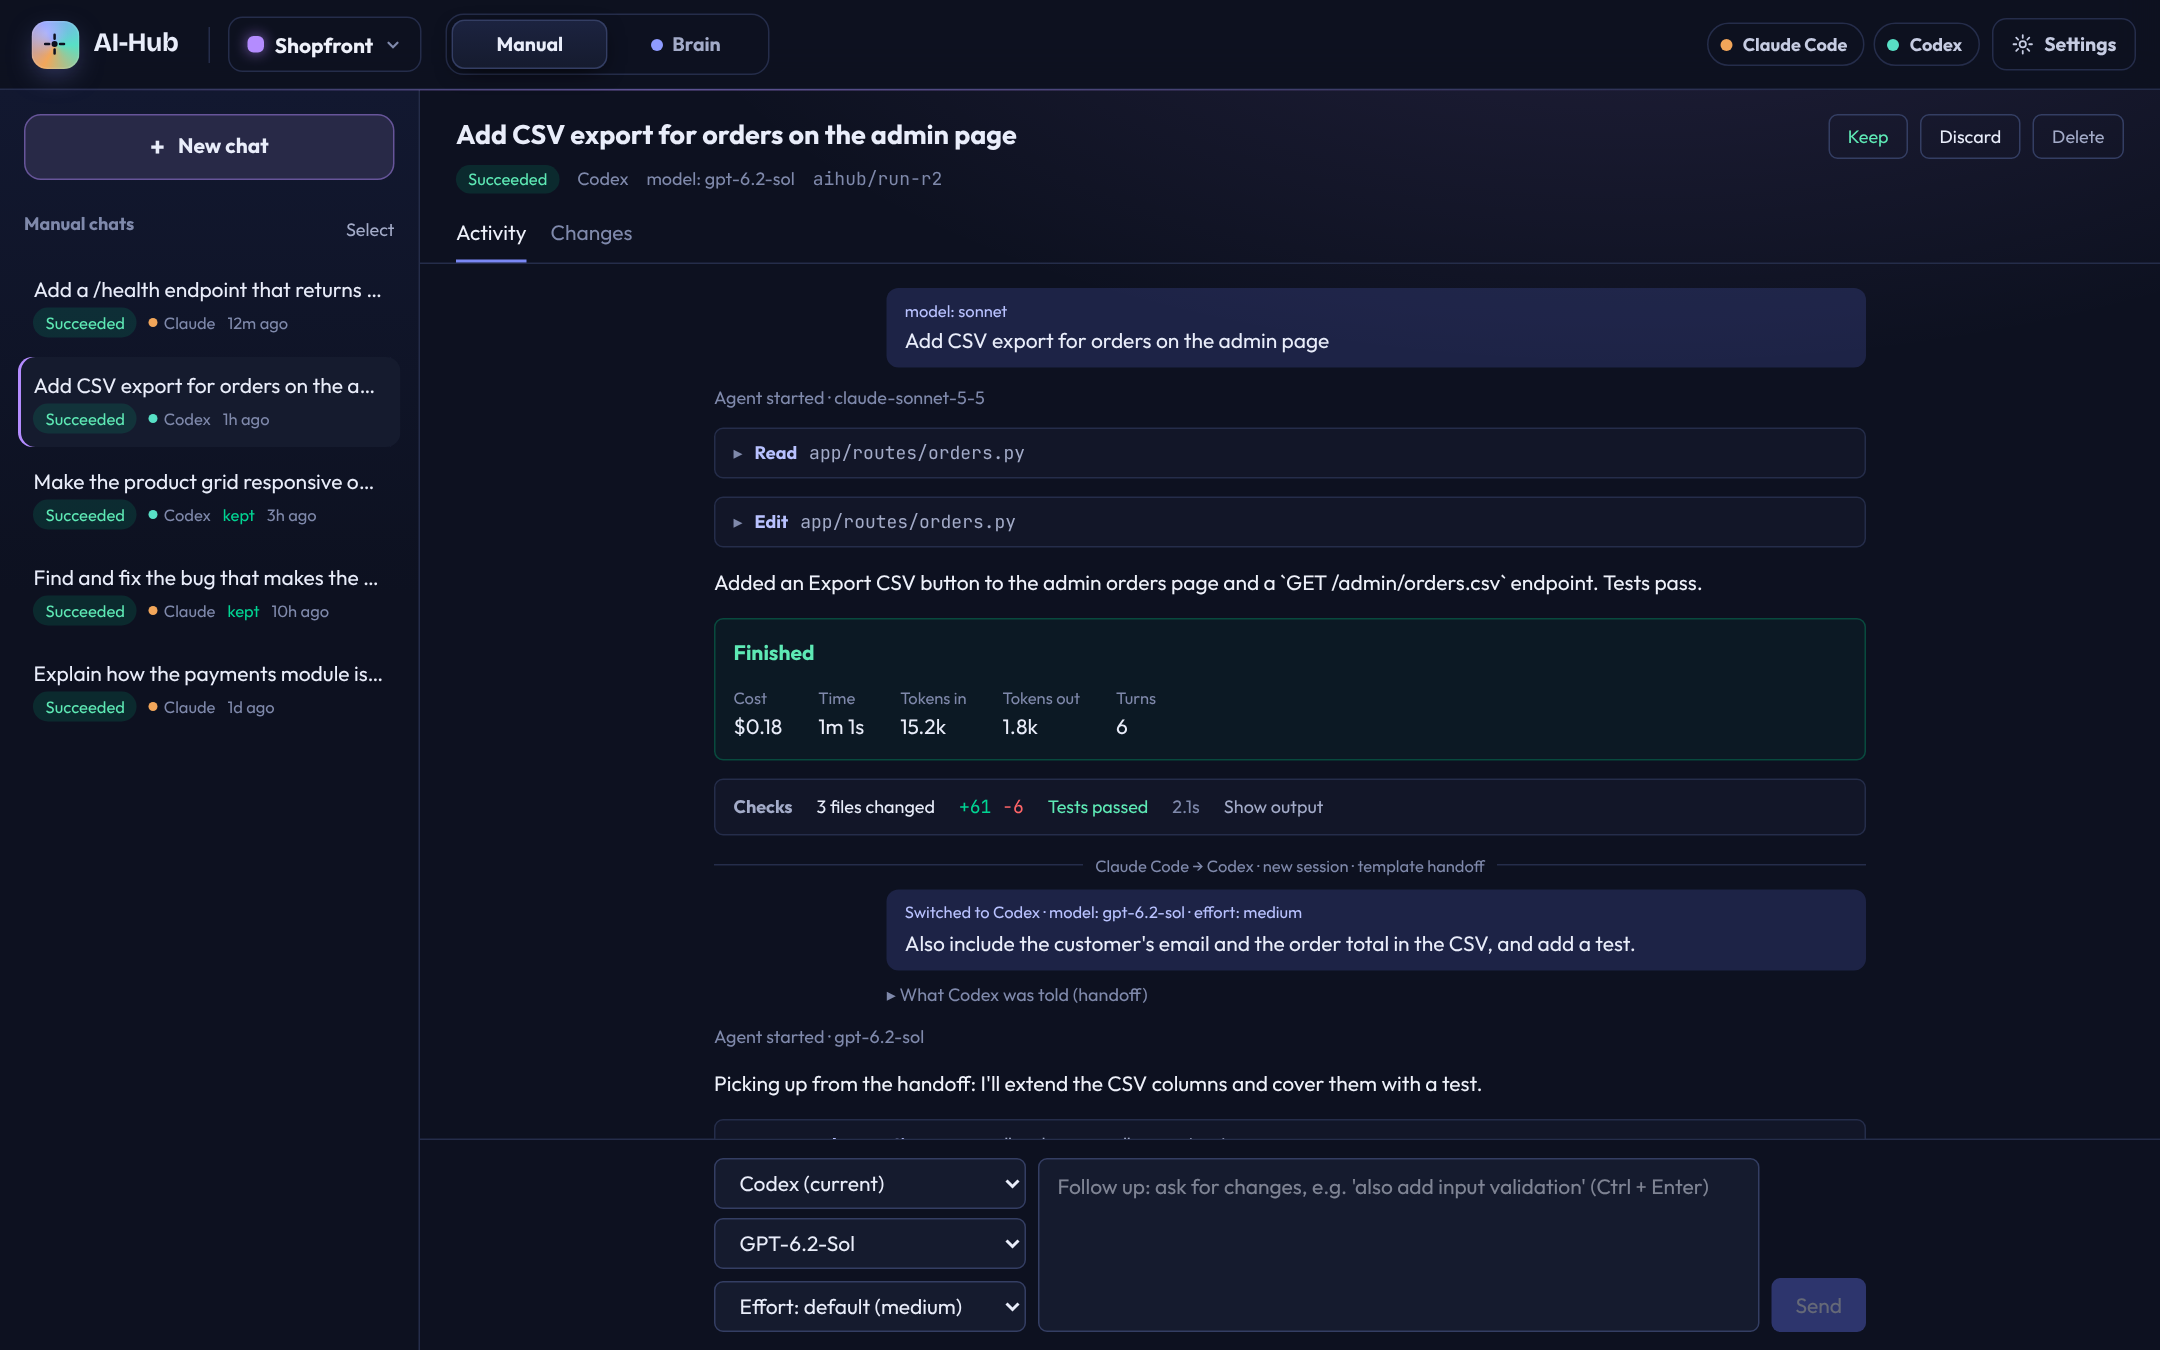 AI-Hub
Shopfront
Manual
Brain
Claude Code
Codex
Settings
+ New chat
Manual chats
Select
Add a /health endpoint that returns ...
Succeeded Claude 12m ago
Add CSV export for orders on the a...
Succeeded Codex 1h ago
Make the product grid responsive o...
Succeeded Codex kept 3h ago
Find and fix the bug that makes the ...
Succeeded Claude kept 10h ago
Explain how the payments module is...
Succeeded Claude 1d ago
Add CSV export for orders on the admin page
Keep
Discard
Delete
Succeeded Codex model: gpt-6.2-sol aihub/run-r2
Activity Changes
model: sonnet
Add CSV export for orders on the admin page
Agent started · claude-sonnet-5-5
▸ Read app/routes/orders.py
▸ Edit app/routes/orders.py
Added an Export CSV button to the admin orders page and a `GET /admin/orders.csv` endpoint. Tests pass.
Finished
Cost Time Tokens in Tokens out Turns
$0.18 1m 1s 15.2k 1.8k 6
Checks 3 files changed +61 -6 Tests passed 2.1s Show output
Claude Code → Codex · new session · template handoff
Switched to Codex · model: gpt-6.2-sol · effort: medium
Also include the customer's email and the order total in the CSV, and add a test.
▸ What Codex was told (handoff)
Agent started · gpt-6.2-sol
Picking up from the handoff: I'll extend the CSV columns and cover them with a test.
Codex (current)
GPT-6.2-Sol
Effort: default (medium)
Follow up: ask for changes, e.g. 'also add input validation' (Ctrl + Enter)
Send